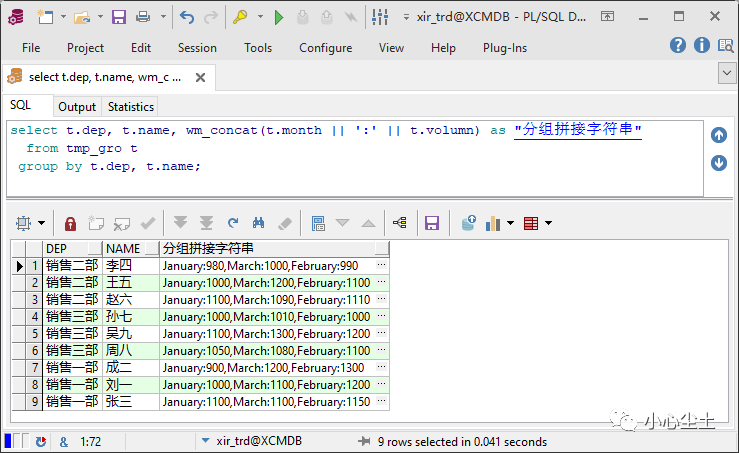 xir_trd@XCMDB - PL/SQL D...
File Project Edit Session Tools Configure View Help Plug-Ins
select t.dep, t.name, wm_c ...
SQL Output Statistics
select t.dep, t.name, wm_concat(t.month || ':' || t.volumn) as "分组拼接字符串"
from tmp_gro t
group by t.dep, t.name;
DEP NAME 分组拼接字符串
1 销售二部 李四 January:980,March:1000,February:990 ...
2 销售二部 王五 January:1000,March:1200,February:1100 ...
3 销售二部 赵六 January:1100,March:1090,February:1110 ...
4 销售三部 孙七 January:1000,March:1010,February:1000 ...
5 销售三部 吴九 January:1100,March:1300,February:1200 ...
6 销售三部 周八 January:1050,March:1080,February:1100 ...
7 销售一部 成二 January:900,March:1200,February:1300 ...
8 销售一部 刘一 January:1000,March:1100,February:1200 ...
9 销售一部 张三 January:1100,March:1100,February:1150 ...
小心尘土
& 1:72 xir_trd@XCMDB 9 rows selected in 0.041 seconds